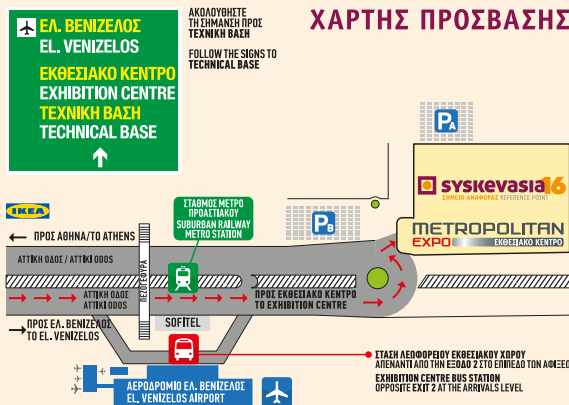 ΕΛ. ΒΕΝΙΖΕΛΟΣ
EL. VENIZELOS
ΕΚΘΕΣΙΑΚΟ ΚΕΝΤΡΟ
EXHIBITION CENTRE
ΤΕΧΝΙΚΗ ΒΑΣΗ
TECHNICAL BASE
ΑΚΟΛΟΥΘΗΣΤΕ
ΤΗ ΣΗΜΑΝΣΗ ΠΡΟΣ
ΤΕΧΝΙΚΗ ΒΑΣΗ
FOLLOW THE SIGNS TO
TECHNICAL BASE
ΧΑΡΤΗΣ ΠΡΟΣΒΑΣΗΣ
PA
syskevasia16
ΣΗΜΕΙΟ ΑΝΑΦΟΡΑΣ REFERENCE POINT
METROPOLITAN
EXPO ΕΚΘΕΣΙΑΚΟ ΚΕΝΤΡΟ
IKEA
ΣΤΑΘΜΟΣ ΜΕΤΡΟ
ΠΡΟΑΣΤΙΑΚΟΥ
SUBURBAN RAILWAY
METRO STATION
PB
ΠΡΟΣ ΑΘΗΝΑ/TO ATHENS
ΑΤΤΙΚΗ ΟΔΟΣ / ATTIKI ODOS
ΠΕΖΟΓΕΦΥΡΑ
ΑΤΤΙΚΗ ΟΔΟΣ
ATTIKI ODOS
ΠΡΟΣ ΕΚΘΕΣΙΑΚΟ ΚΕΝΤΡΟ
TO EXHIBITION CENTRE
ΠΡΟΣ ΕΛ. ΒΕΝΙΖΕΛΟΣ
TO EL. VENIZELOS
SOFITEL
ΣΤΑΣΗ ΛΕΩΦΟΡΕΙΟΥ ΕΚΘΕΣΙΑΚΟΥ ΧΩΡΟΥ
ΑΠΕΝΑΝΤΙ ΑΠΟ ΤΗΝ ΕΞΟΔΟ 2 ΣΤΟ ΕΠΙΠΕΔΟ ΤΩΝ ΑΦΙΞΕΩ
EXHIBITION CENTRE BUS STATION
OPPOSITE EXIT 2 AT THE ARRIVALS LEVEL
ΑΕΡΟΔΡΟΜΙΟ ΕΛ. ΒΕΝΙΖΕΛΟΣ
EL. VENIZELOS AIRPORT